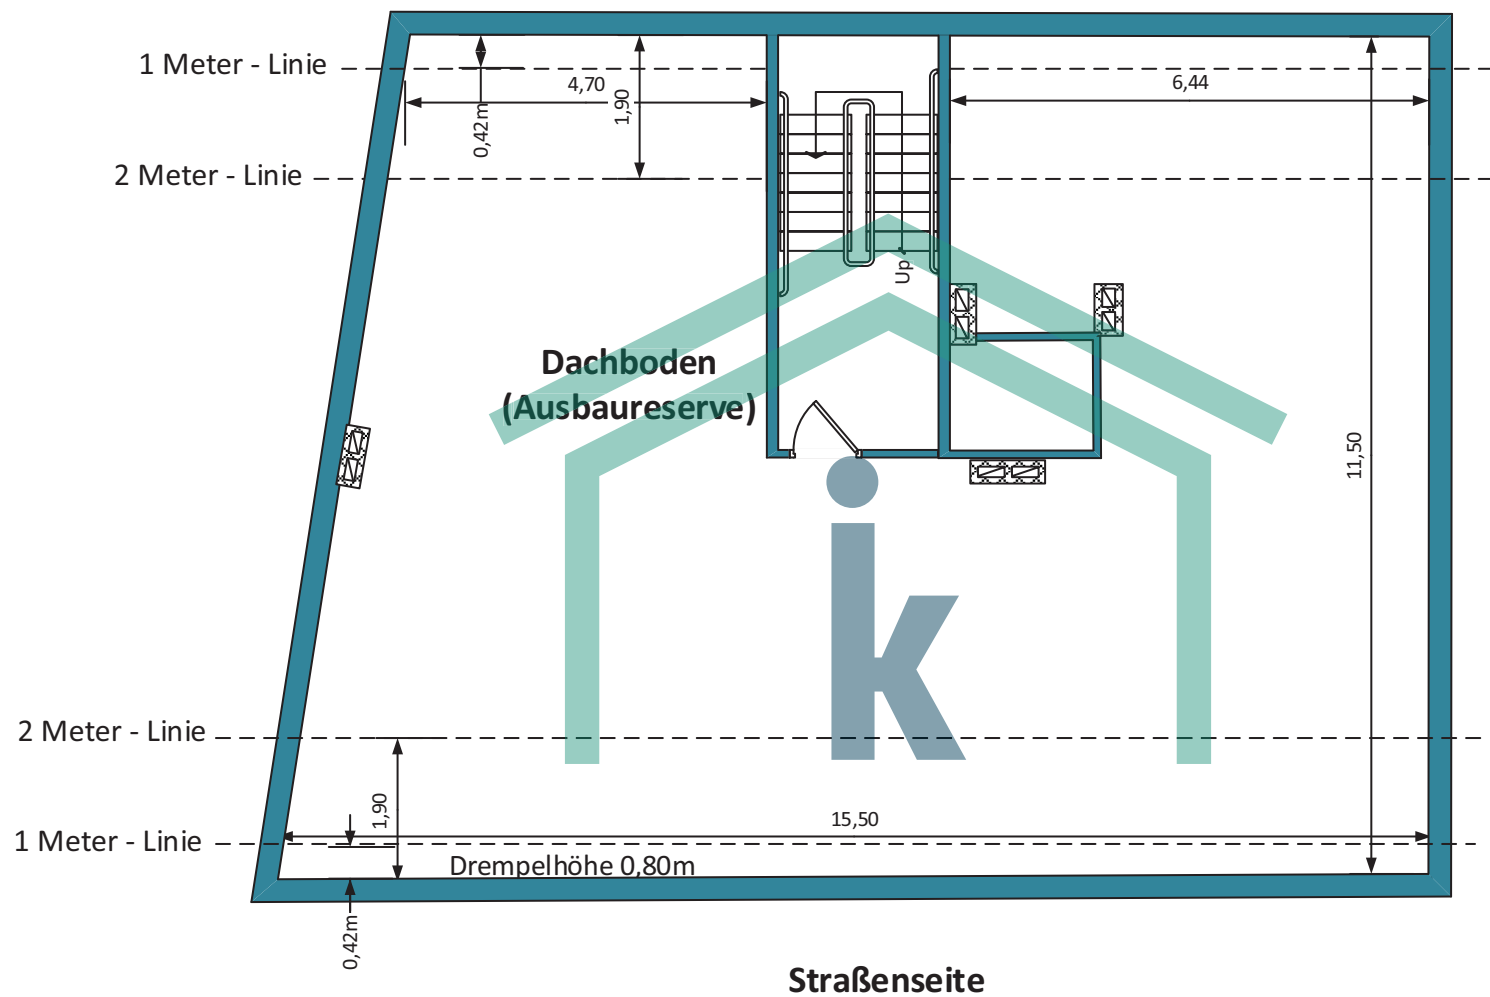 1 Meter - Linie
4,70
6,44
0,42m
1,90
2 Meter - Linie
Up
Dachboden
(Ausbaureserve)
11,50
ik
2 Meter - Linie
1,90
15,50
1 Meter - Linie
Drempelhöhe 0,80m
0,42m
Straßenseite